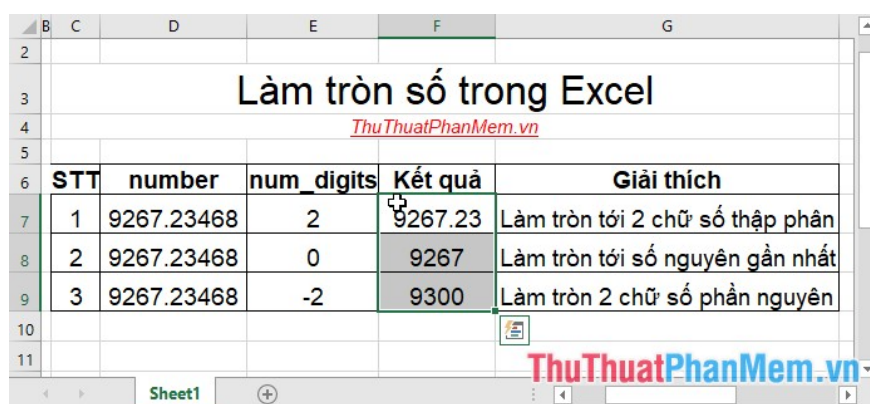 B C D E F G
2
3 Làm tròn số trong Excel
4 ThuThuatPhanMem.vn
5
6 STT number num_digits Kết quả Giải thích
7 1 9267.23468 2 9267.23 Làm tròn tới 2 chữ số thập phân
8 2 9267.23468 0 9267 Làm tròn tới số nguyên gần nhất
9 3 9267.23468 -2 9300 Làm tròn 2 chữ số phần nguyên
10
11
ThuThuatPhanMem.vn
Sheet1